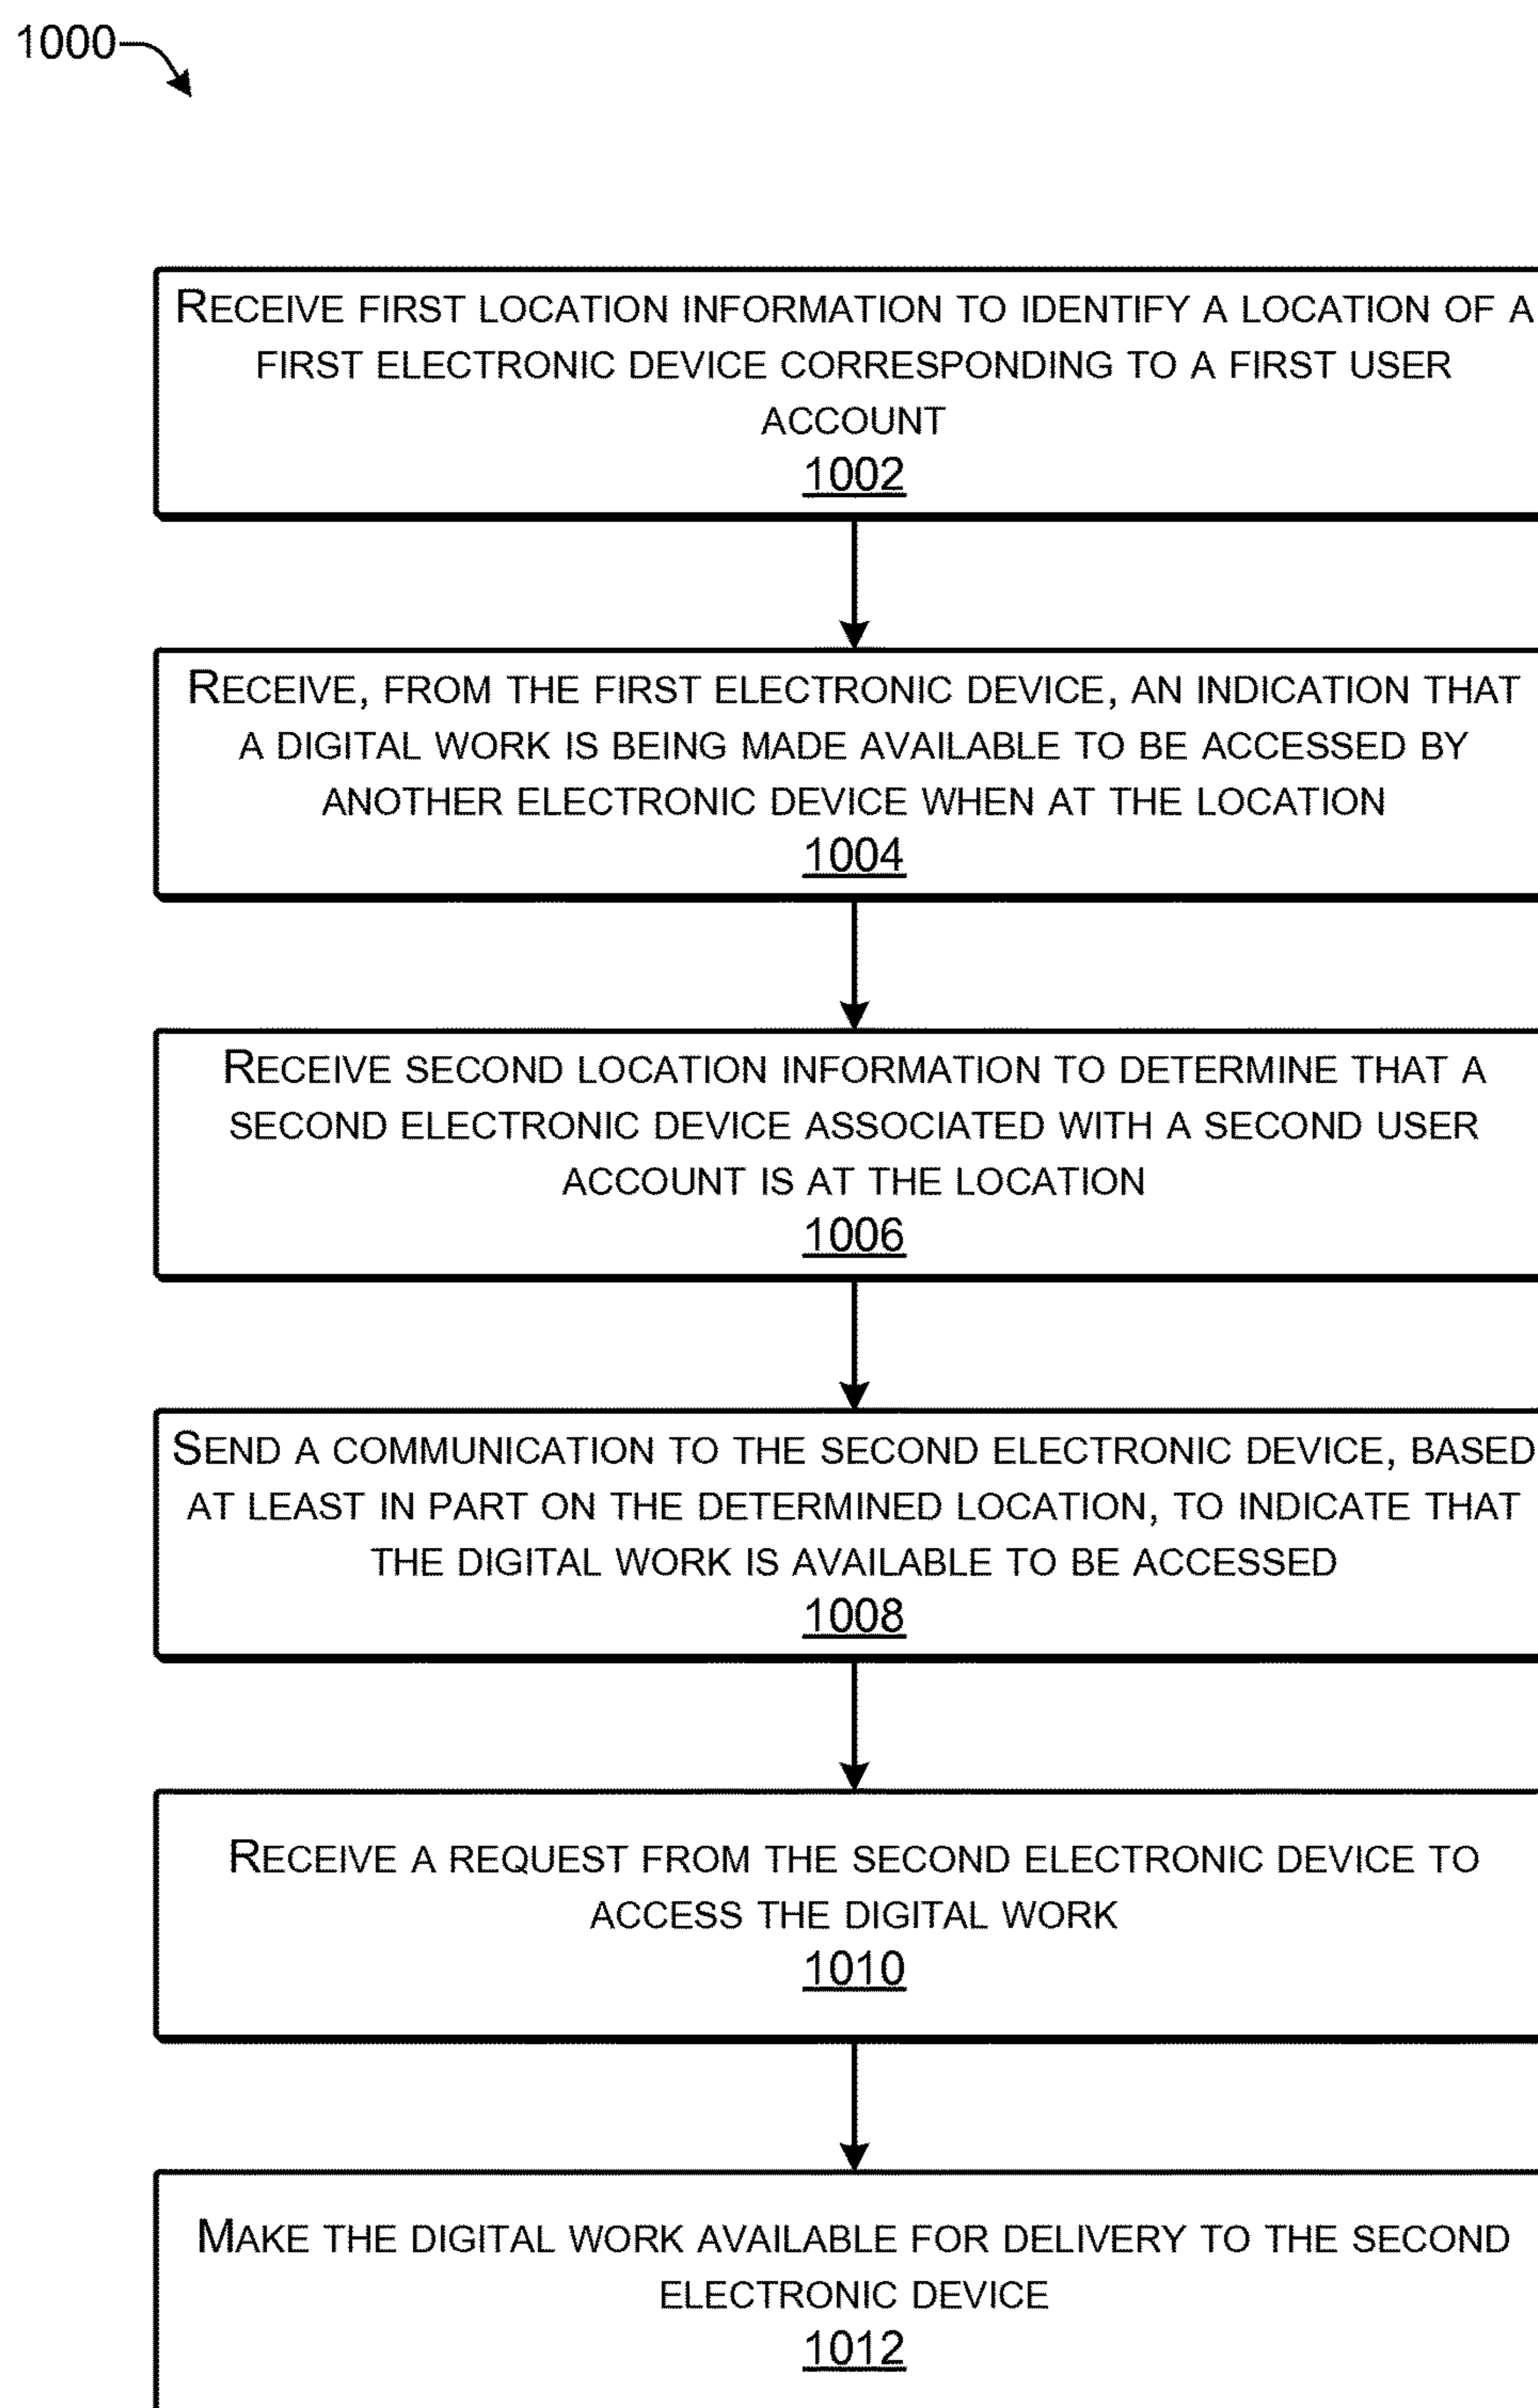 1000
RECEIVE FIRST LOCATION INFORMATION TO IDENTIFY A LOCATION OF A
FIRST ELECTRONIC DEVICE CORRESPONDING TO A FIRST USER
ACCOUNT
1002
RECEIVE, FROM THE FIRST ELECTRONIC DEVICE, AN INDICATION THAT
A DIGITAL WORK IS BEING MADE AVAILABLE TO BE ACCESSED BY
ANOTHER ELECTRONIC DEVICE WHEN AT THE LOCATION
1004
RECEIVE SECOND LOCATION INFORMATION TO DETERMINE THAT A
SECOND ELECTRONIC DEVICE ASSOCIATED WITH A SECOND USER
ACCOUNT IS AT THE LOCATION
1006
SEND A COMMUNICATION TO THE SECOND ELECTRONIC DEVICE, BASED
AT LEAST IN PART ON THE DETERMINED LOCATION, TO INDICATE THAT
THE DIGITAL WORK IS AVAILABLE TO BE ACCESSED
1008
RECEIVE A REQUEST FROM THE SECOND ELECTRONIC DEVICE TO
ACCESS THE DIGITAL WORK
1010
MAKE THE DIGITAL WORK AVAILABLE FOR DELIVERY TO THE SECOND
ELECTRONIC DEVICE
1012